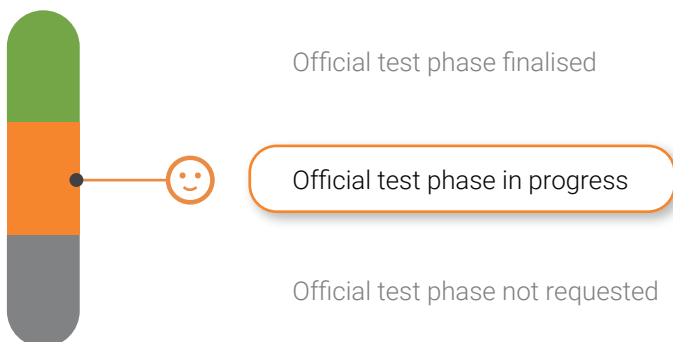 Official test phase finalised
Official test phase in progress
Official test phase not requested